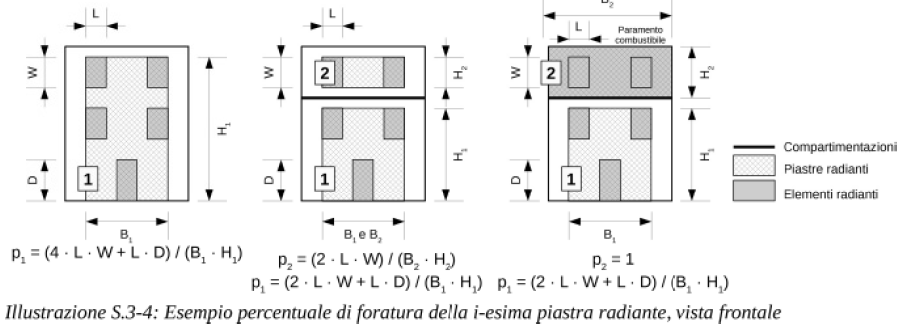 B₂
L
L
L
Paramento
combustibile
W
W
W
H₂
H₂
2
2
H₁
H₁
H₁
D
D
D
1
1
1
Compartimentazioni
Piastre radianti
Elementi radianti
B₁
B₁ e B₂
B₁
p₁ = (4 · L · W + L · D) / (B₁ · H₁)
p₂ = (2 · L · W) / (B₂ · H₂)
p₂ = 1
p₁ = (2 · L · W + L · D) / (B₁ · H₁)
p₁ = (2 · L · W + L · D) / (B₁ · H₁)
Illustrazione S.3-4: Esempio percentuale di foratura della i-esima piastra radiante, vista frontale